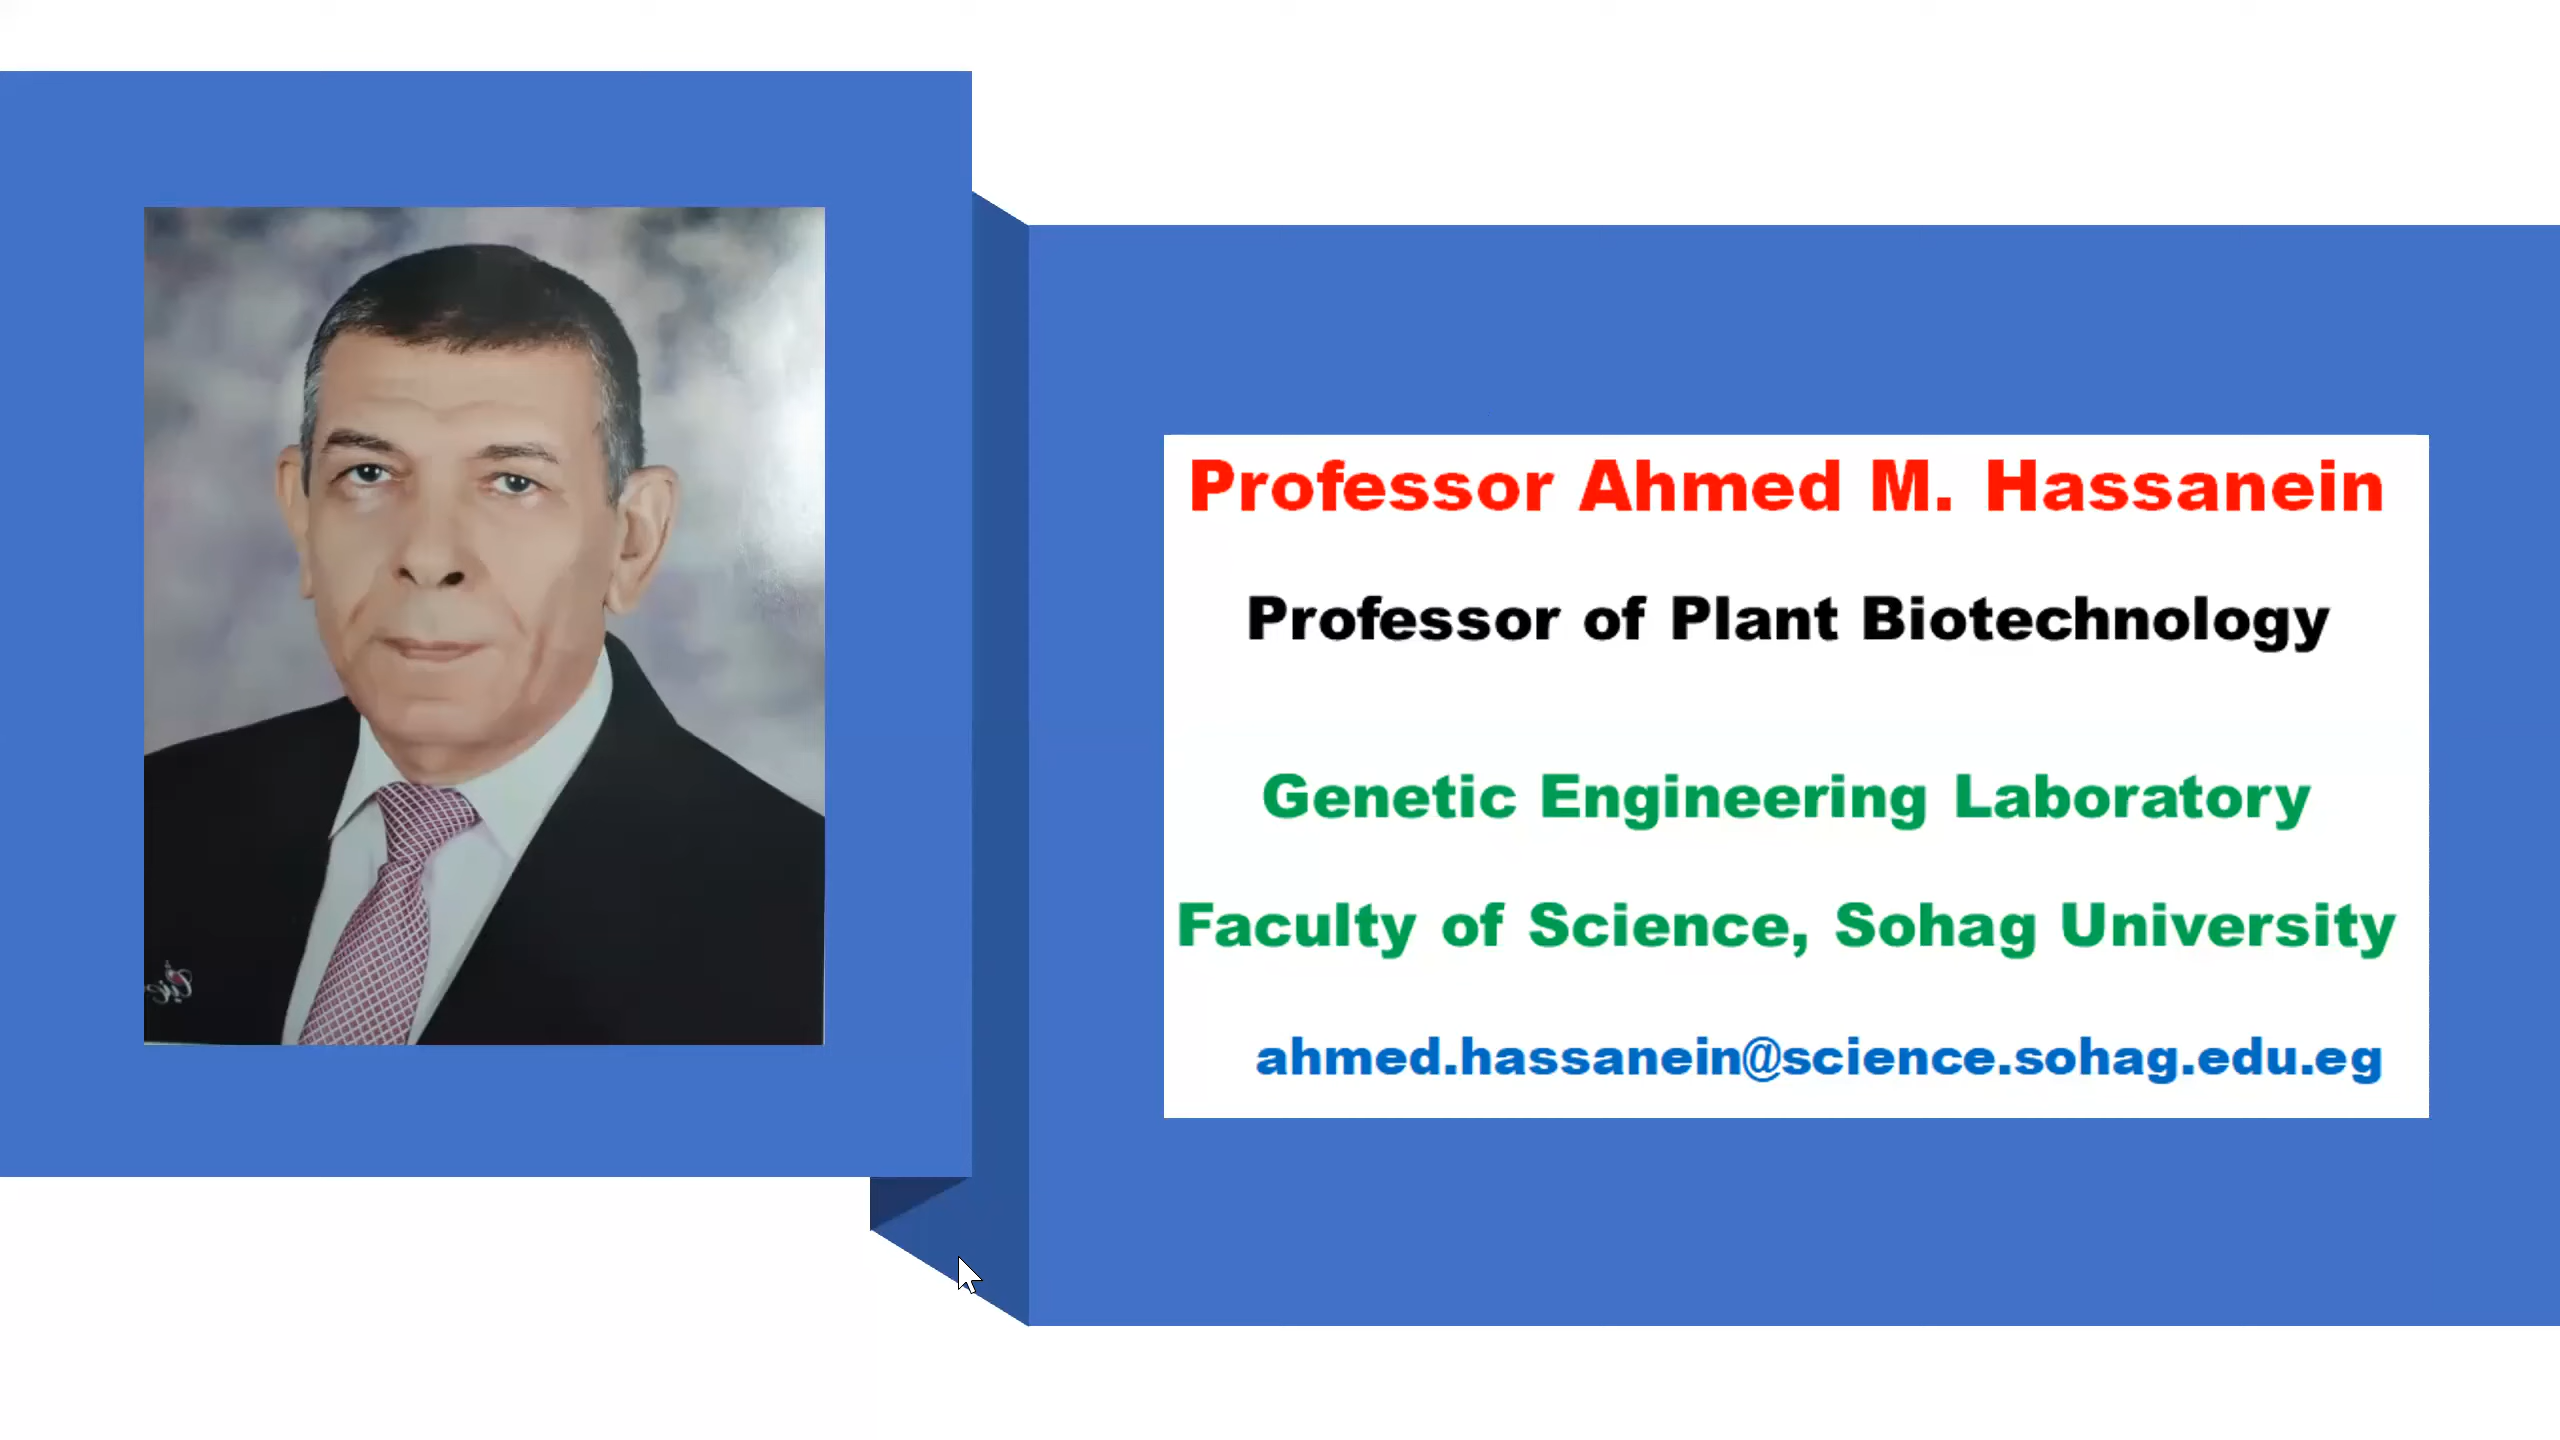 Professor Ahmed M. Hassanein
Professor of Plant Biotechnology
Genetic Engineering Laboratory
Faculty of Science, Sohag University
ahmed.hassanein@science.sohag.edu.eg